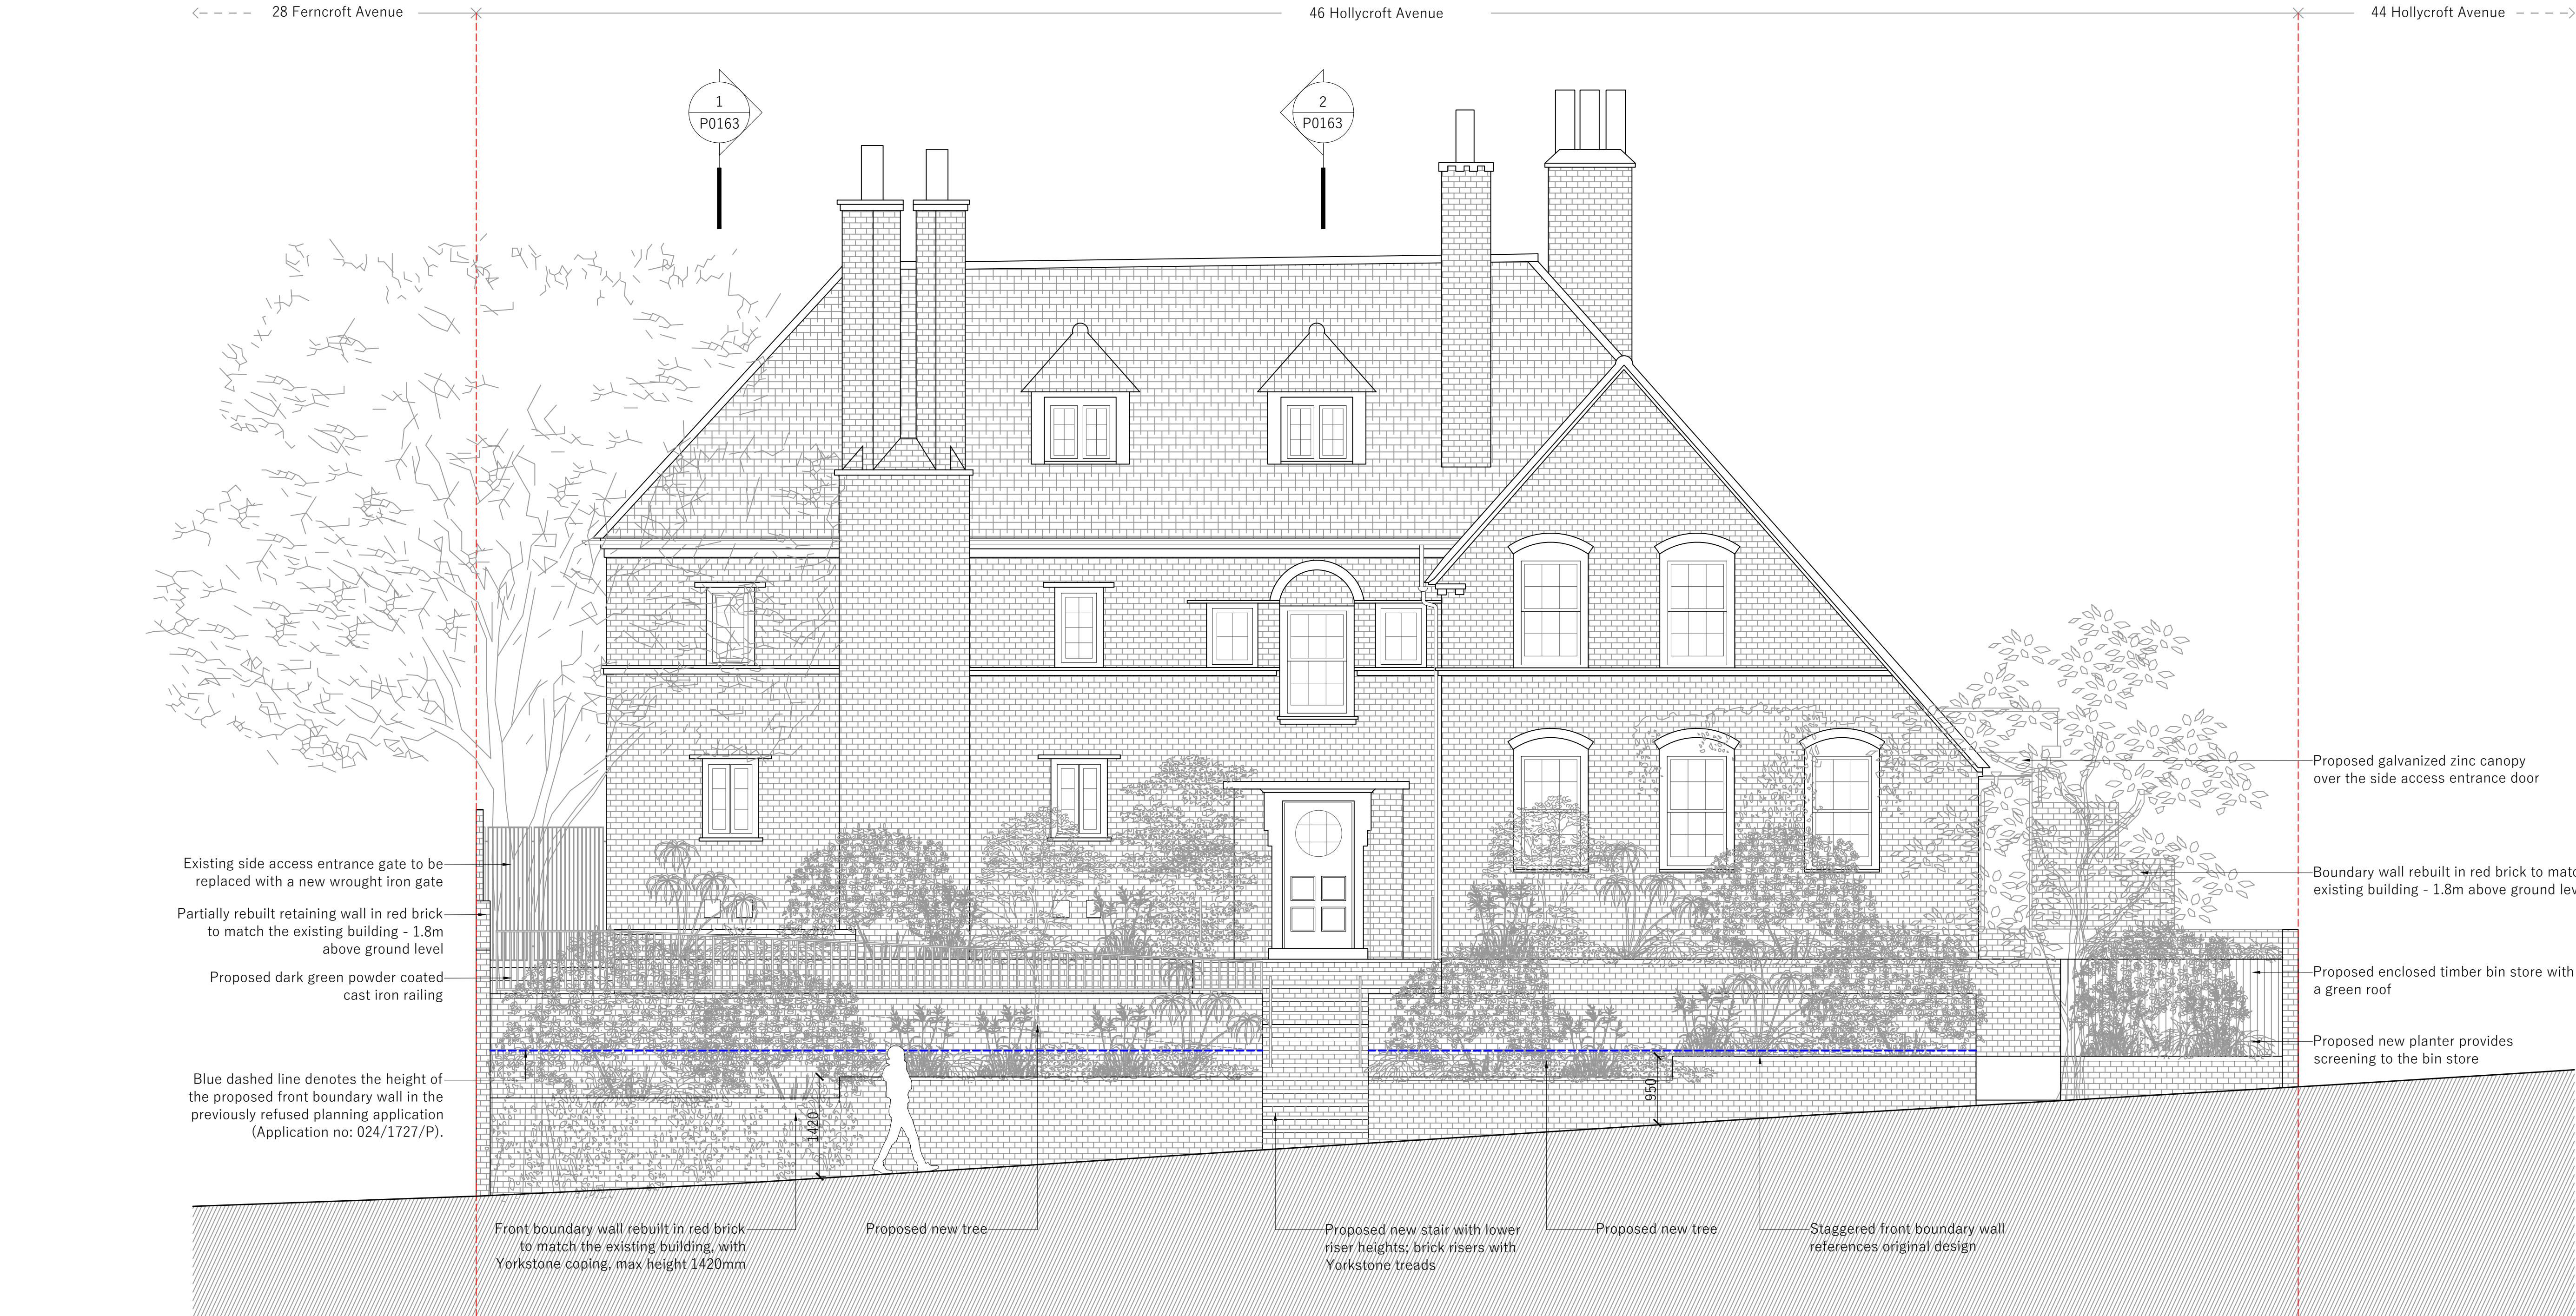 28 Ferncroft Avenue
46 Hollycroft Avenue
44 Hollycroft Avenue
1
P0163
2
P0163
Existing side access entrance gate to be
replaced with a new wrought iron gate
Partially rebuilt retaining wall in red brick
to match the existing building - 1.8m
above ground level
Proposed dark green powder coated
cast iron railing
Blue dashed line denotes the height of
the proposed front boundary wall in the
previously refused planning application
(Application no: 024/1727/P).
Proposed galvanized zinc canopy
over the side access entrance door
Boundary wall rebuilt in red brick to matc
existing building - 1.8m above ground lev
Proposed enclosed timber bin store with
a green roof
Proposed new planter provides
screening to the bin store
1420
950
Front boundary wall rebuilt in red brick
to match the existing building, with
Yorkstone coping, max height 1420mm
Proposed new tree
Proposed new stair with lower
riser heights; brick risers with
Yorkstone treads
Proposed new tree
Staggered front boundary wall
references original design